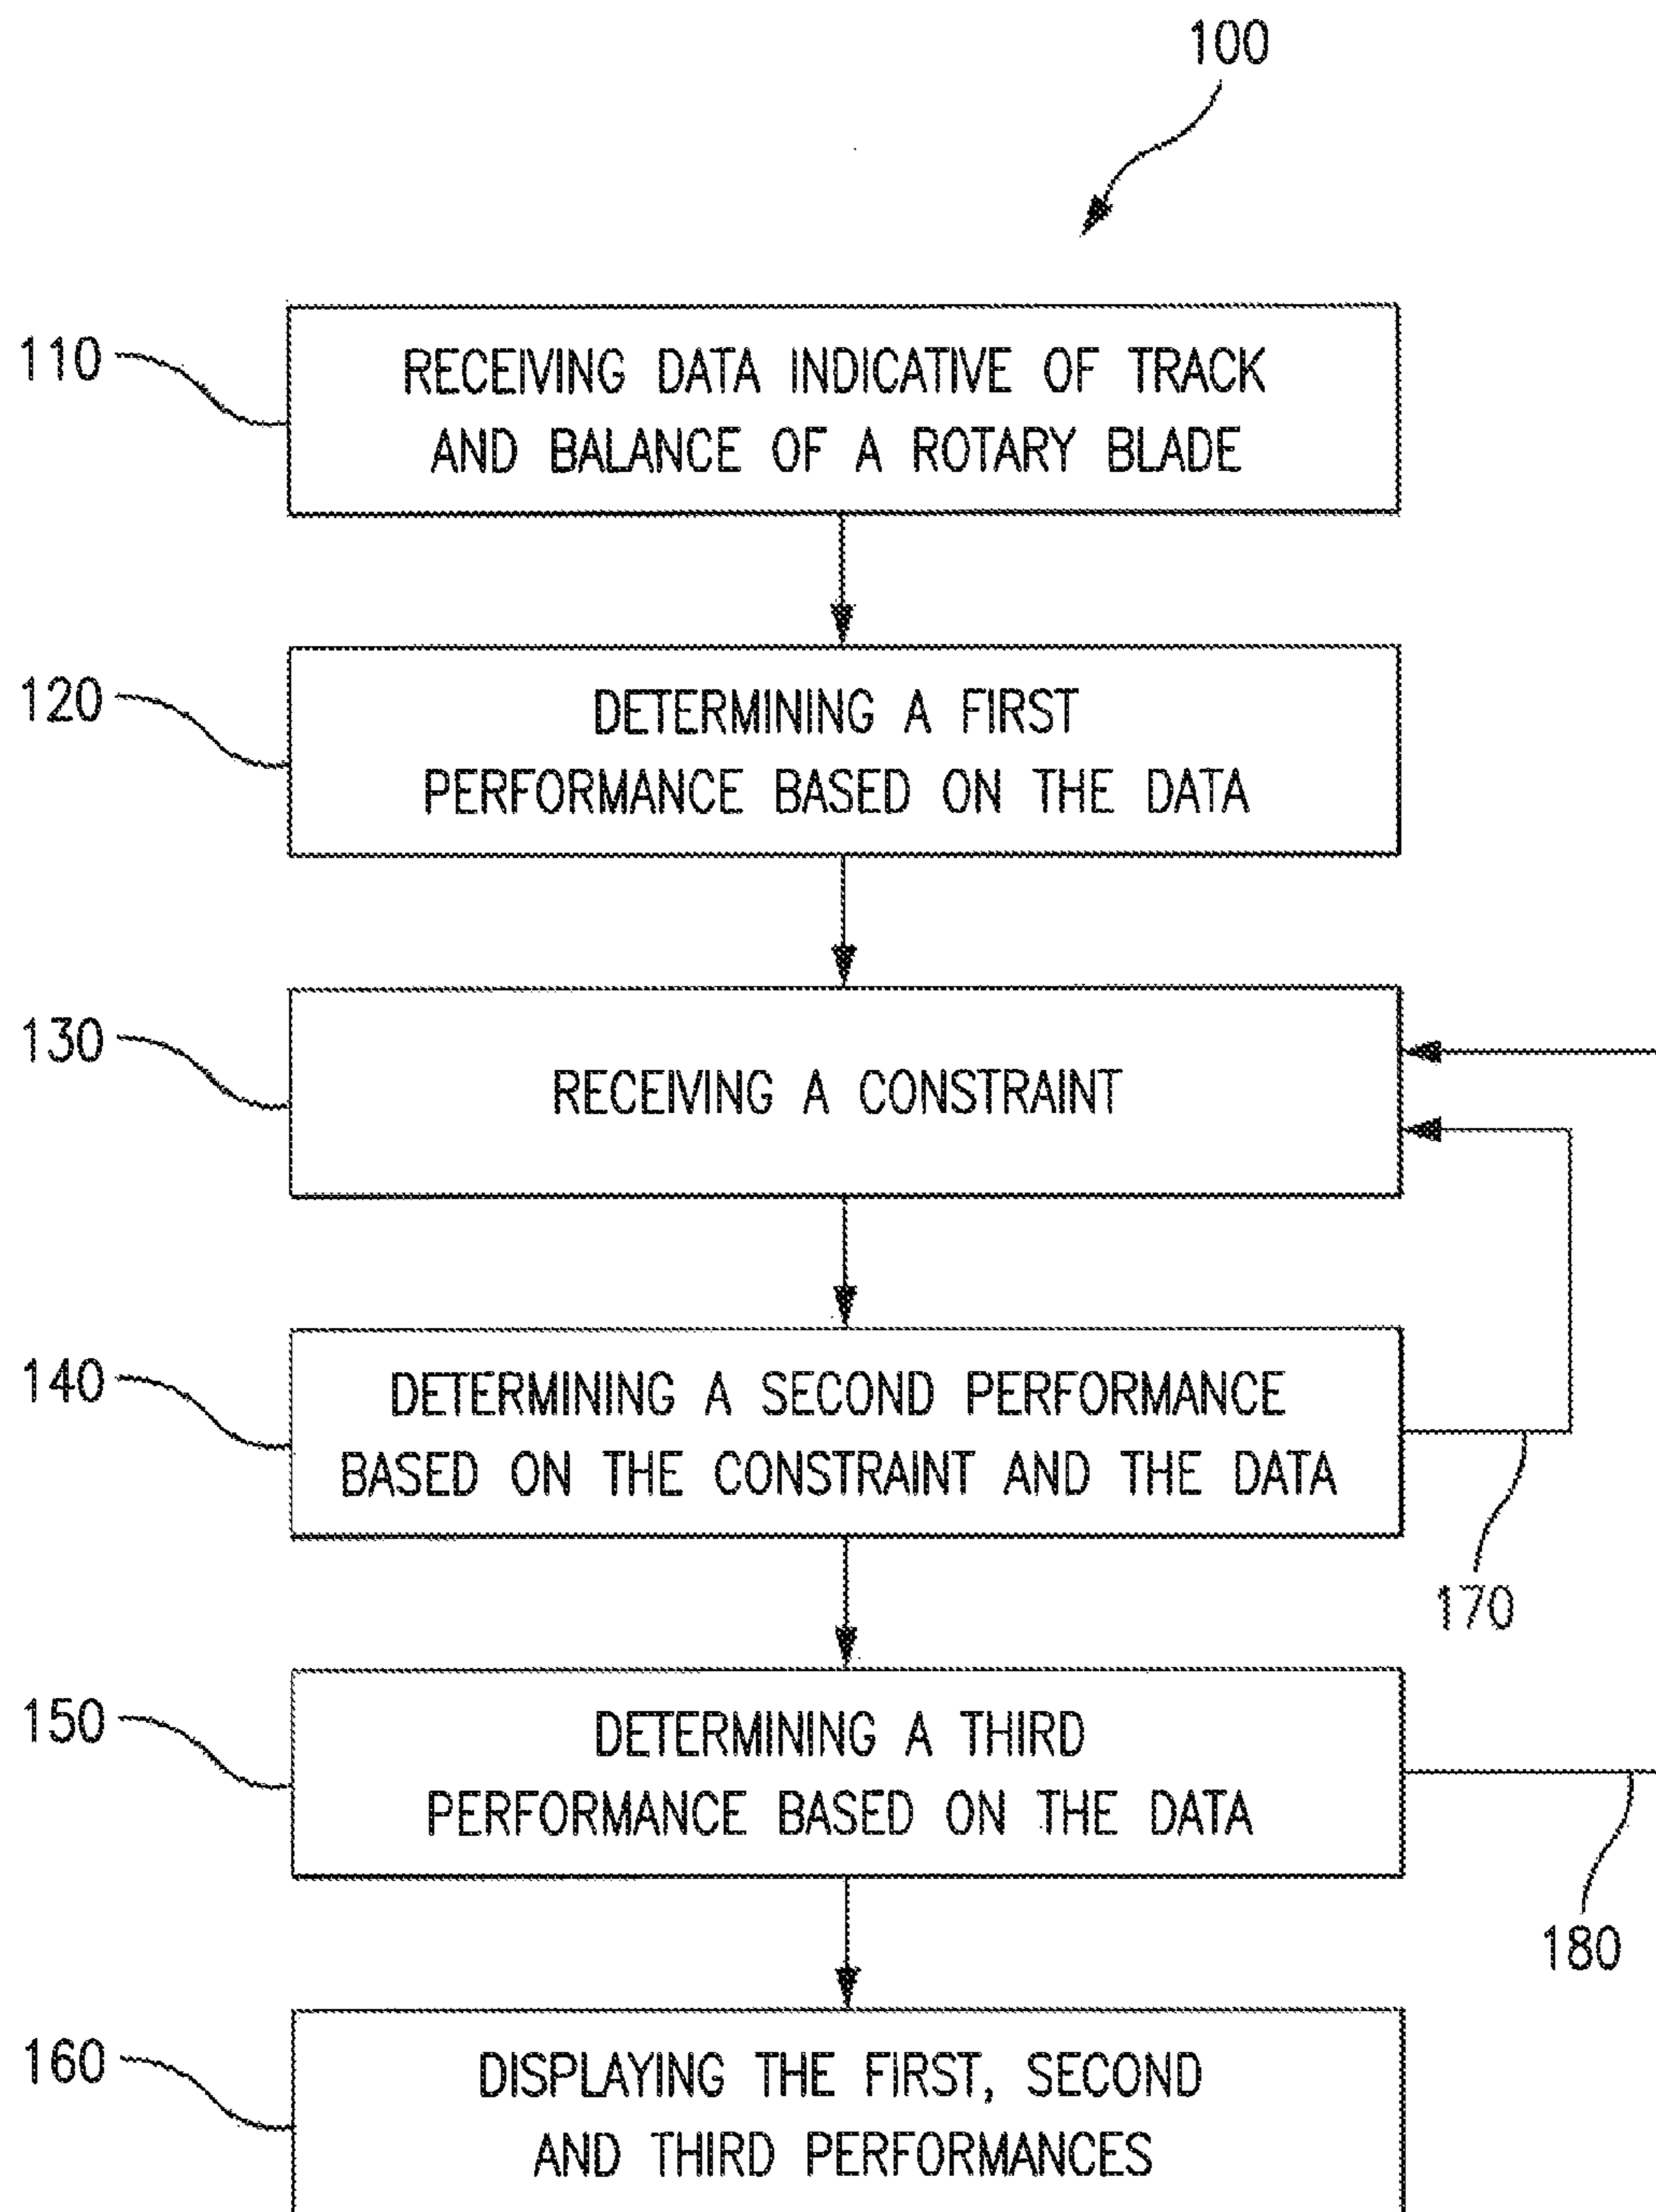 100
110
RECEIVING DATA INDICATIVE OF TRACK
AND BALANCE OF A ROTARY BLADE
120
DETERMINING A FIRST
PERFORMANCE BASED ON THE DATA
130
RECEIVING A CONSTRAINT
140
DETERMINING A SECOND PERFORMANCE
BASED ON THE CONSTRAINT AND THE DATA
170
150
DETERMINING A THIRD
PERFORMANCE BASED ON THE DATA
180
160
DISPLAYING THE FIRST, SECOND
AND THIRD PERFORMANCES